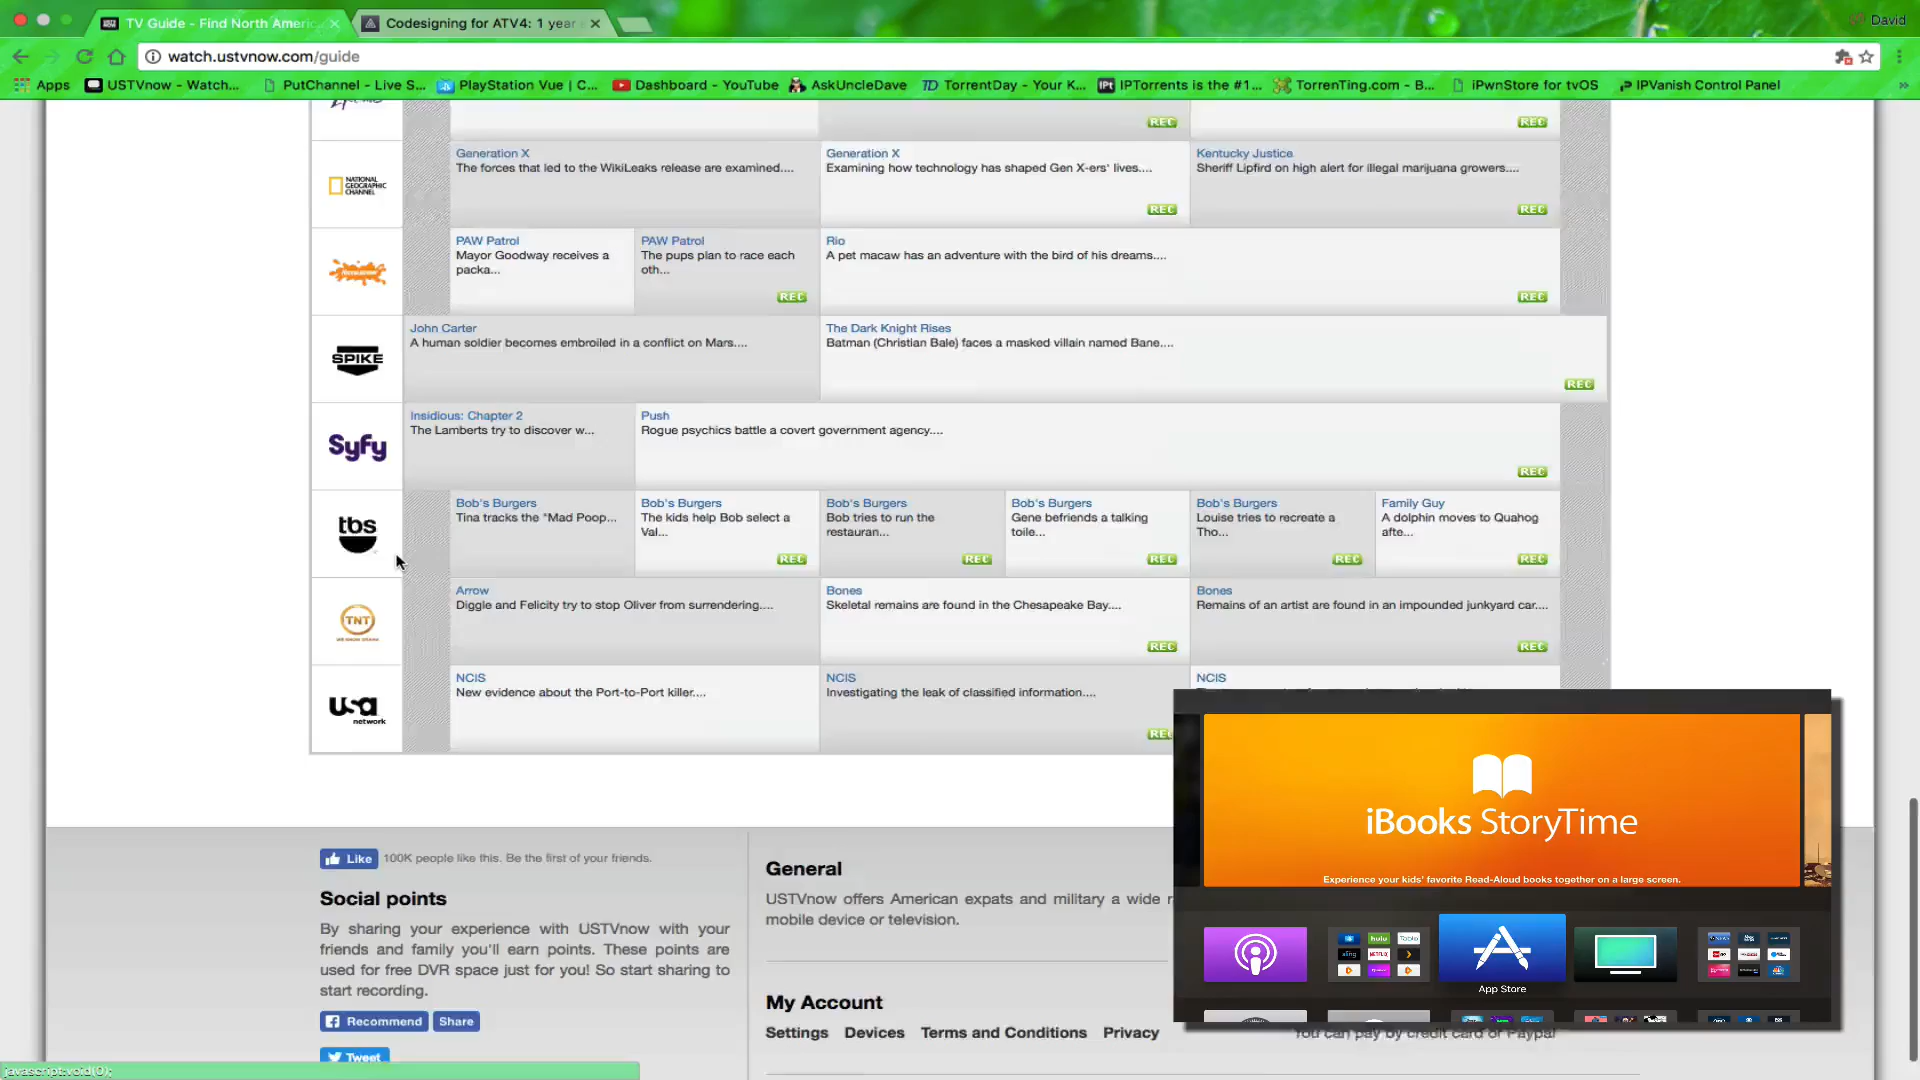 TV Guide - Find North Americ
Codesigning for ATV4: 1 year
David
watch.ustvnow.com/guide
Apps
USTVnow - Watch...
PutChannel - Live S...
PlayStation Vue | C...
Dashboard - YouTube
AskUncleDave
TorrentDay - Your K...
IPTorrents is the #1...
TorrenTing.com - B...
iPwnStore for tvOS
IPVanish Control Panel
REC REC
NATIONAL GEOGRAPHIC CHANNEL
Generation X
The forces that led to the WikiLeaks release are examined....
Generation X
Examining how technology has shaped Gen X-ers' lives....
REC
Kentucky Justice
Sheriff Lipfird on high alert for illegal marijuana growers....
REC
nickelodeon
PAW Patrol
Mayor Goodway receives a
packa...
PAW Patrol
The pups plan to race each
oth...
REC
Rio
A pet macaw has an adventure with the bird of his dreams....
REC
SPIKE
John Carter
A human soldier becomes embroiled in a conflict on Mars....
The Dark Knight Rises
Batman (Christian Bale) faces a masked villain named Bane....
REC
Syfy
Insidious: Chapter 2
The Lamberts try to discover w...
Push
Rogue psychics battle a covert government agency....
REC
tbs
Bob's Burgers
Tina tracks the "Mad Poop...
Bob's Burgers
The kids help Bob select a
Val...
REC
Bob's Burgers
Bob tries to run the
restauran...
REC
Bob's Burgers
Gene befriends a talking
toile...
REC
Bob's Burgers
Louise tries to recreate a
Tho...
REC
Family Guy
A dolphin moves to Quahog
afte...
REC
TNT
Arrow
Diggle and Felicity try to stop Oliver from surrendering....
Bones
Skeletal remains are found in the Chesapeake Bay....
REC
Bones
Remains of an artist are found in an impounded junkyard car....
REC
usa network
NCIS
New evidence about the Port-to-Port killer....
NCIS
Investigating the leak of classified information....
REC
NCIS
Like 100K people like this. Be the first of your friends.
Social points
By sharing your experience with USTVnow with your
friends and family you'll earn points. These points are
used for free DVR space just for you! So start sharing to
start recording.
Recommend Share
Tweet
General
USTVnow offers American expats and military a wide r
mobile device or television.
My Account
Settings Devices Terms and Conditions Privacy
You can pay by credit card or Paypal
iBooks StoryTime
Experience your kids' favorite Read-Aloud books together on a large screen.
hulu
Tablo
sling
NETFLIX
App Store
javascript:void(0);